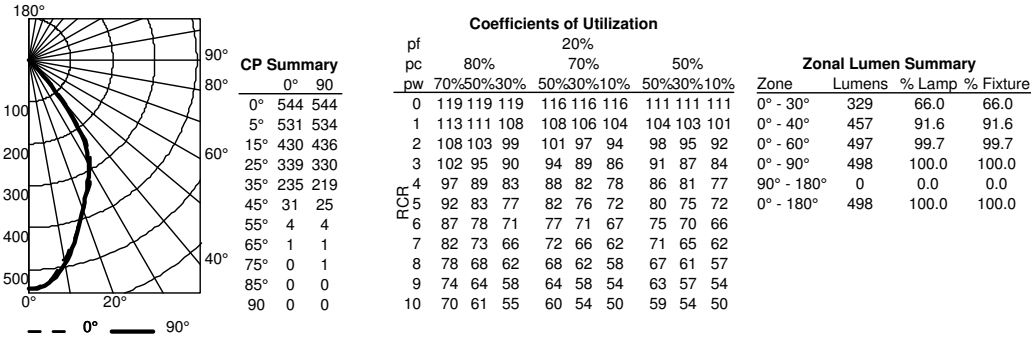 180°
90°
80°
60°
40°
100
200
300
400
500
0°
20°
0° 90°
CP Summary
0° 90
0° 544 544
5° 531 534
15° 430 436
25° 339 330
35° 235 219
45° 31 25
55° 4 4
65° 1 1
75° 0 1
85° 0 0
90 0 0
Coefficients of Utilization
pf 20%
pc 80% 70% 50%
pw 70%50%30% 50%30%10% 50%30%10%
RCR
0 119 119 119 116 116 116 111 111 111
1 113 111 108 108 106 104 104 103 101
2 108 103 99 101 97 94 98 95 92
3 102 95 90 94 89 86 91 87 84
4 97 89 83 88 82 78 86 81 77
5 92 83 77 82 76 72 80 75 72
6 87 78 71 77 71 67 75 70 66
7 82 73 66 72 66 62 71 65 62
8 78 68 62 68 62 58 67 61 57
9 74 64 58 64 58 54 63 57 54
10 70 61 55 60 54 50 59 54 50
Zonal Lumen Summary
Zone Lumens % Lamp % Fixture
0° - 30° 329 66.0 66.0
0° - 40° 457 91.6 91.6
0° - 60° 497 99.7 99.7
0° - 90° 498 100.0 100.0
90° - 180° 0 0.0 0.0
0° - 180° 498 100.0 100.0